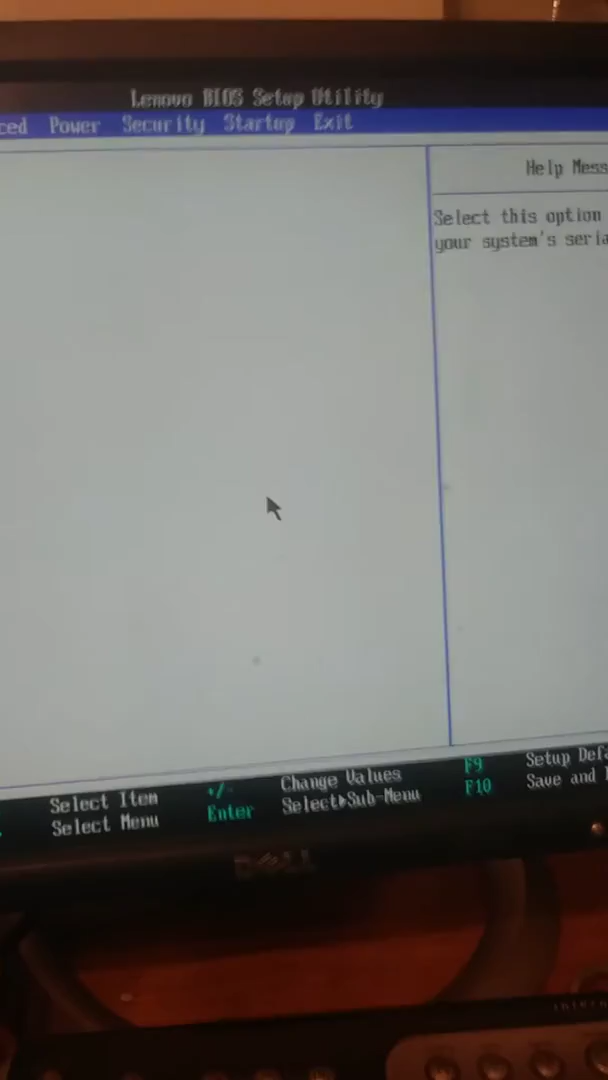 Lenovo BIOS Setup Utility
ced Power Security Startup Exit
Help Mess
Select this option
your system's seria
Select Item +/- Change Values F9 Setup Defa
Select Menu Enter Select▶Sub-Menu F10 Save and
DELL